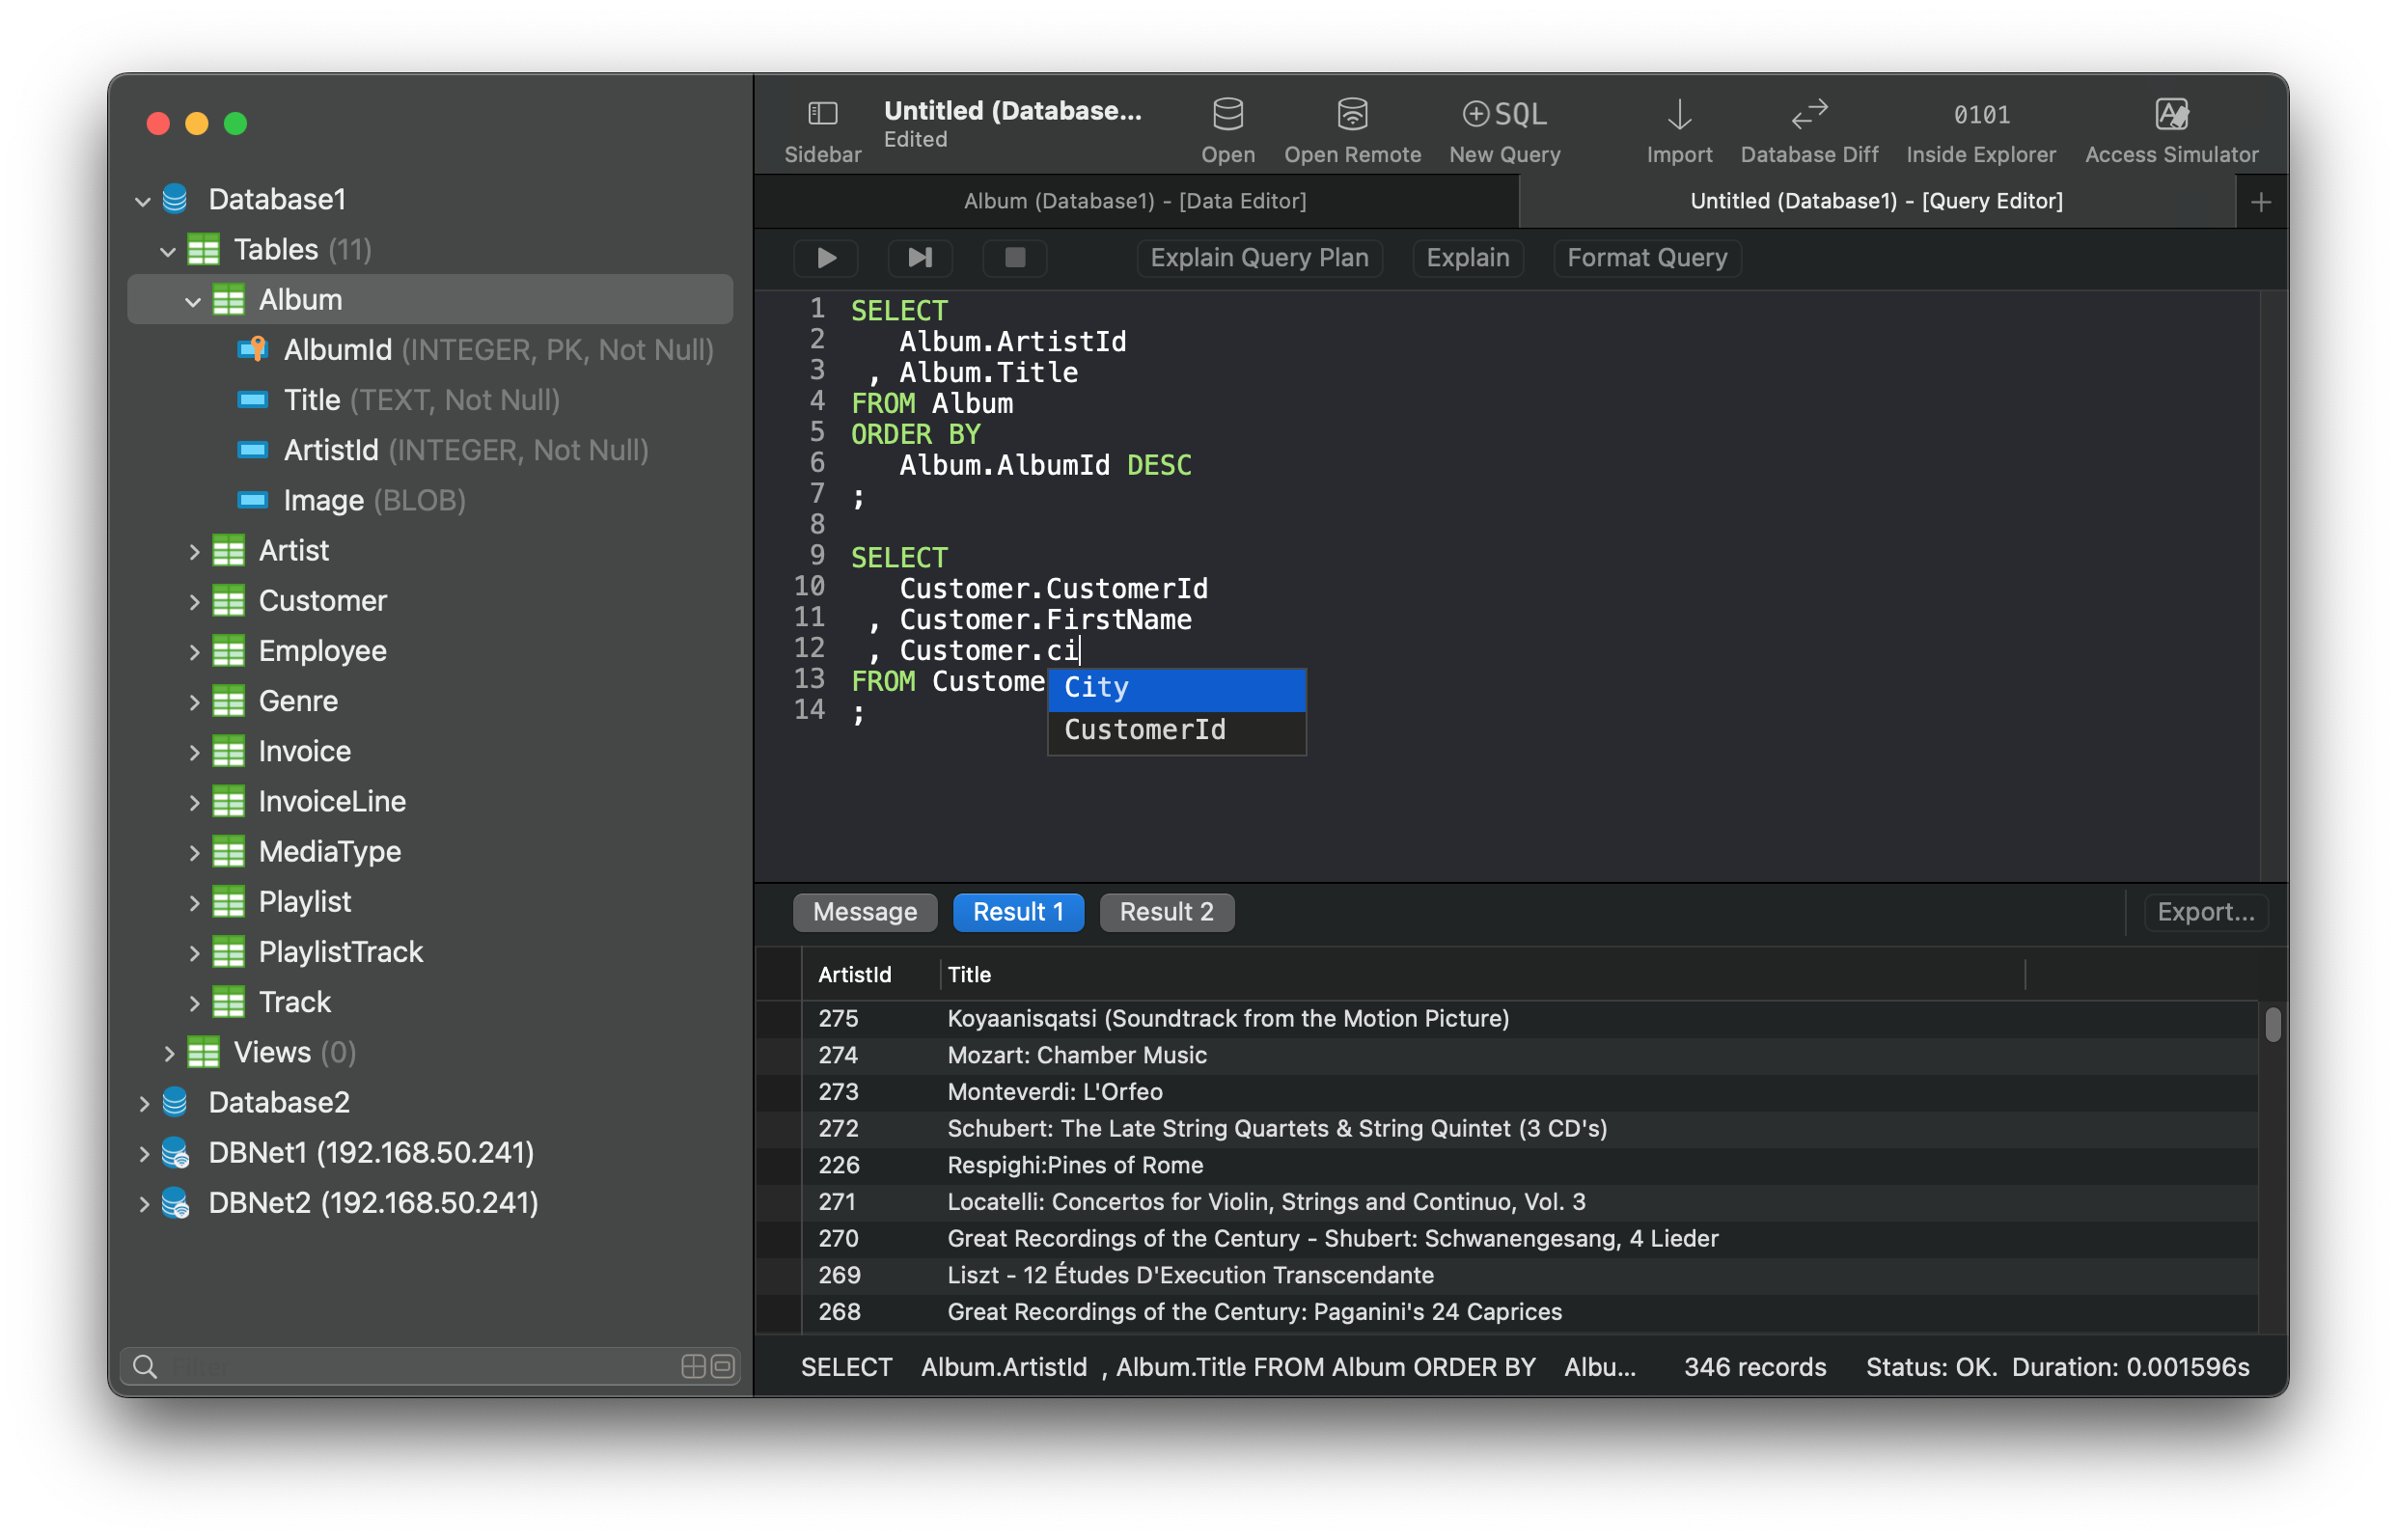 Database1
Tables (11)
Album
AlbumId (INTEGER, PK, Not Null)
Title (TEXT, Not Null)
ArtistId (INTEGER, Not Null)
Image (BLOB)
Artist
Customer
Employee
Genre
Invoice
InvoiceLine
MediaType
Playlist
PlaylistTrack
Track
Views (0)
Database2
DBNet1 (192.168.50.241)
DBNet2 (192.168.50.241)
Filter
Sidebar
Untitled (Database...
Edited
Open
Open Remote
SQL
New Query
Import
Database Diff
0101
Inside Explorer
Access Simulator
Album (Database1) - [Data Editor]
Untitled (Database1) - [Query Editor]
Explain Query Plan
Explain
Format Query
1 SELECT
2 Album.ArtistId
3 , Album.Title
4 FROM Album
5 ORDER BY
6 Album.AlbumId DESC
7 ;
8
9 SELECT
10 Customer.CustomerId
11 , Customer.FirstName
12 , Customer.ci
13 FROM Custome
14 ;
City
CustomerId
Message
Result 1
Result 2
Export...
ArtistId Title
275 Koyaanisqatsi (Soundtrack from the Motion Picture)
274 Mozart: Chamber Music
273 Monteverdi: L'Orfeo
272 Schubert: The Late String Quartets & String Quintet (3 CD's)
226 Respighi:Pines of Rome
271 Locatelli: Concertos for Violin, Strings and Continuo, Vol. 3
270 Great Recordings of the Century - Shubert: Schwanengesang, 4 Lieder
269 Liszt - 12 Études D'Execution Transcendante
268 Great Recordings of the Century: Paganini's 24 Caprices
SELECT Album.ArtistId , Album.Title FROM Album ORDER BY Albu... 346 records Status: OK. Duration: 0.001596s